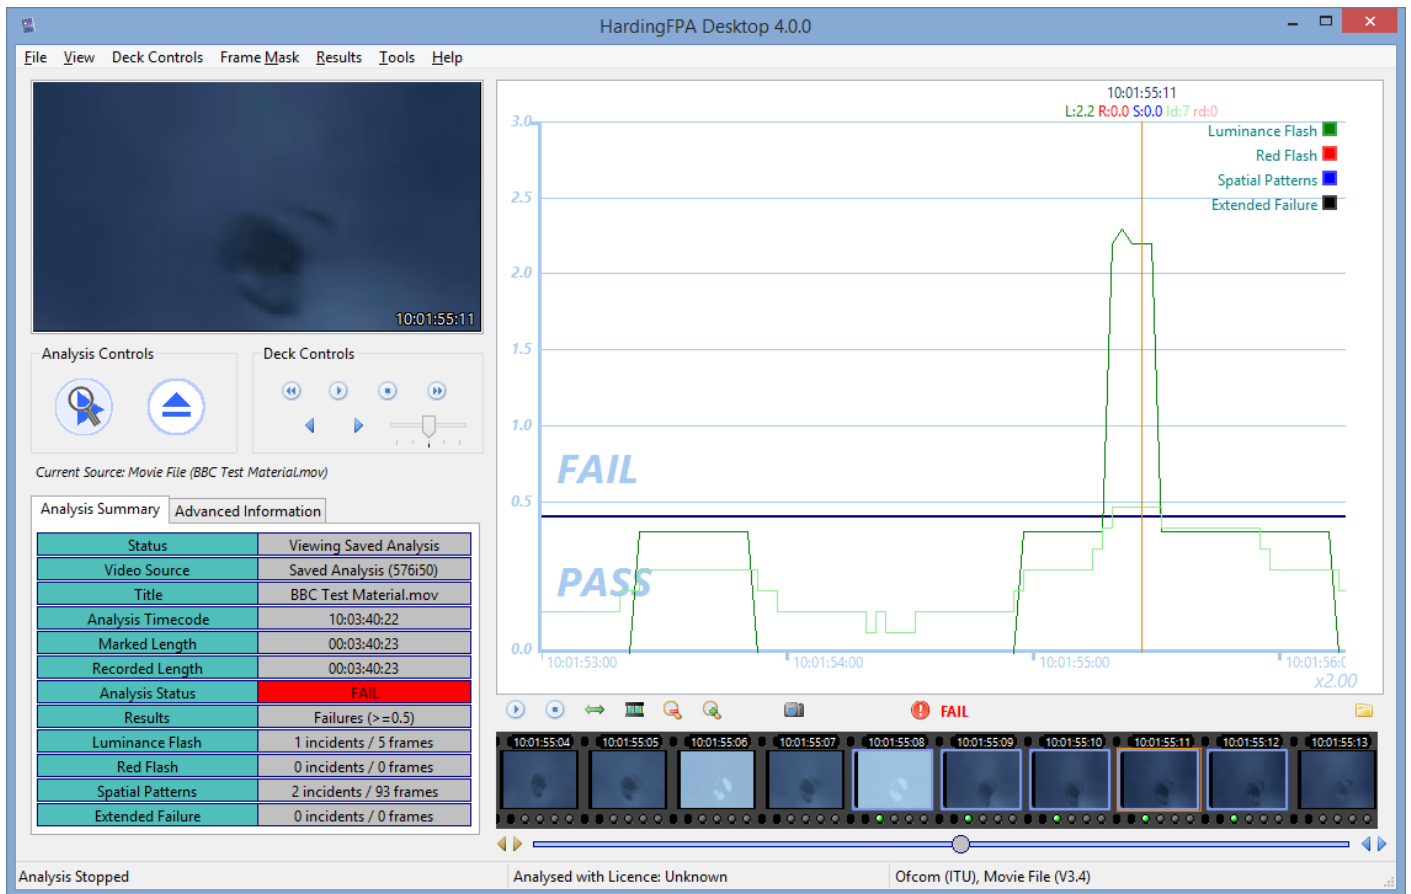 HardingFPA Desktop 4.0.0
File View Deck Controls Frame Mask Results Tools Help
10:01:55:11
Analysis Controls
Deck Controls
Current Source: Movie File (BBC Test Material.mov)
Analysis Summary Advanced Information
Status Viewing Saved Analysis
Video Source Saved Analysis (576i50)
Title BBC Test Material.mov
Analysis Timecode 10:03:40:22
Marked Length 00:03:40:23
Recorded Length 00:03:40:23
Analysis Status FAIL
Results Failures (>=0.5)
Luminance Flash 1 incidents / 5 frames
Red Flash 0 incidents / 0 frames
Spatial Patterns 2 incidents / 93 frames
Extended Failure 0 incidents / 0 frames
10:01:55:11
L:2.2 R:0.0 S:0.0 ld:7 rd:0
Luminance Flash
Red Flash
Spatial Patterns
Extended Failure
3.0
2.5
2.0
1.5
1.0
FAIL
0.5
PASS
0.0
10:01:53:00 10:01:54:00 10:01:55:00 10:01:56:0
x2.00
FAIL
10:01:55:04 10:01:55:05 10:01:55:06 10:01:55:07 10:01:55:08 10:01:55:09 10:01:55:10 10:01:55:11 10:01:55:12 10:01:55:13
Analysis Stopped
Analysed with Licence: Unknown
Ofcom (ITU), Movie File (V3.4)